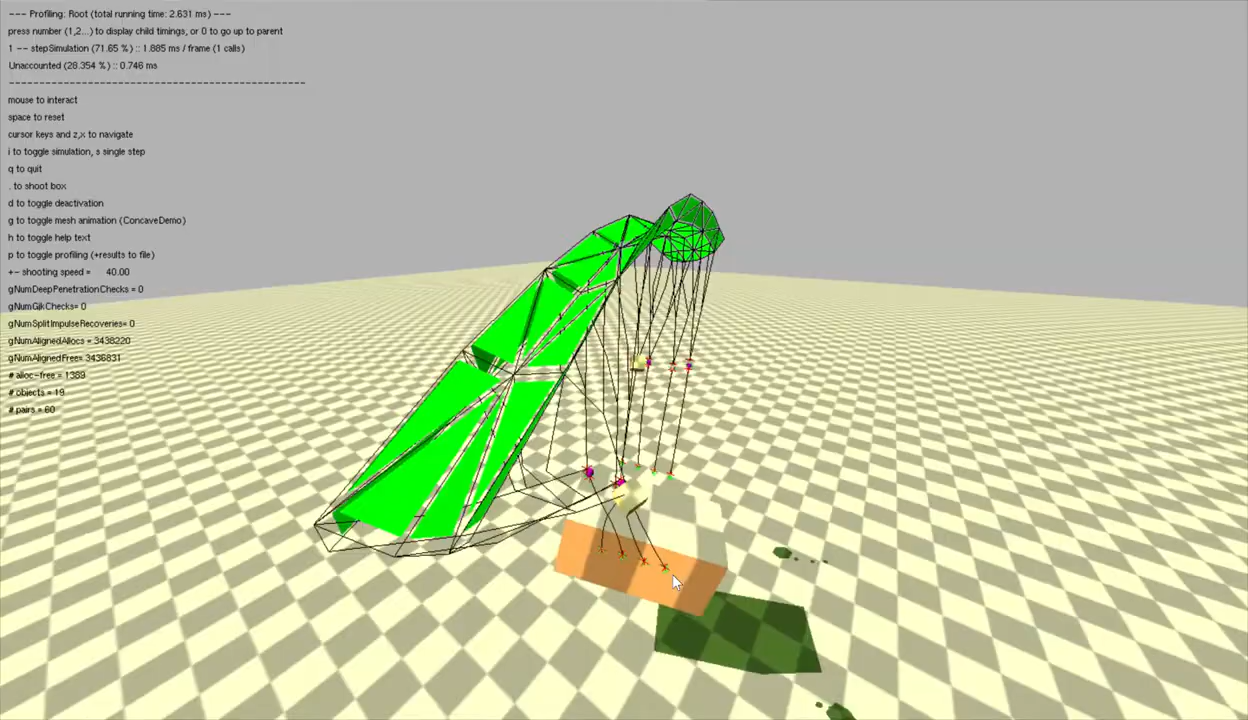 --- Profiling: Root (total running time: 2.631 ms) ---
press number (1,2...) to display child timings, or 0 to go up to parent
1 -- stepSimulation (71.65 %) :: 1.885 ms / frame (1 calls)
Unaccounted (28.354 %) :: 0.746 ms
-------------------------------------------------
mouse to interact
space to reset
cursor keys and z,x to navigate
i to toggle simulation, s single step
q to quit
. to shoot box
d to toggle deactivation
g to toggle mesh animation (ConcaveDemo)
h to toggle help text
p to toggle profiling (+results to file)
+- shooting speed = 40.00
gNumDeepPenetrationChecks = 0
gNumGjkChecks= 0
gNumSplitImpulseRecoveries= 0
gNumAlignedAllocs = 3438220
gNumAlignedFree= 3436831
# alloc-free = 1389
# objects = 19
# pairs = 60